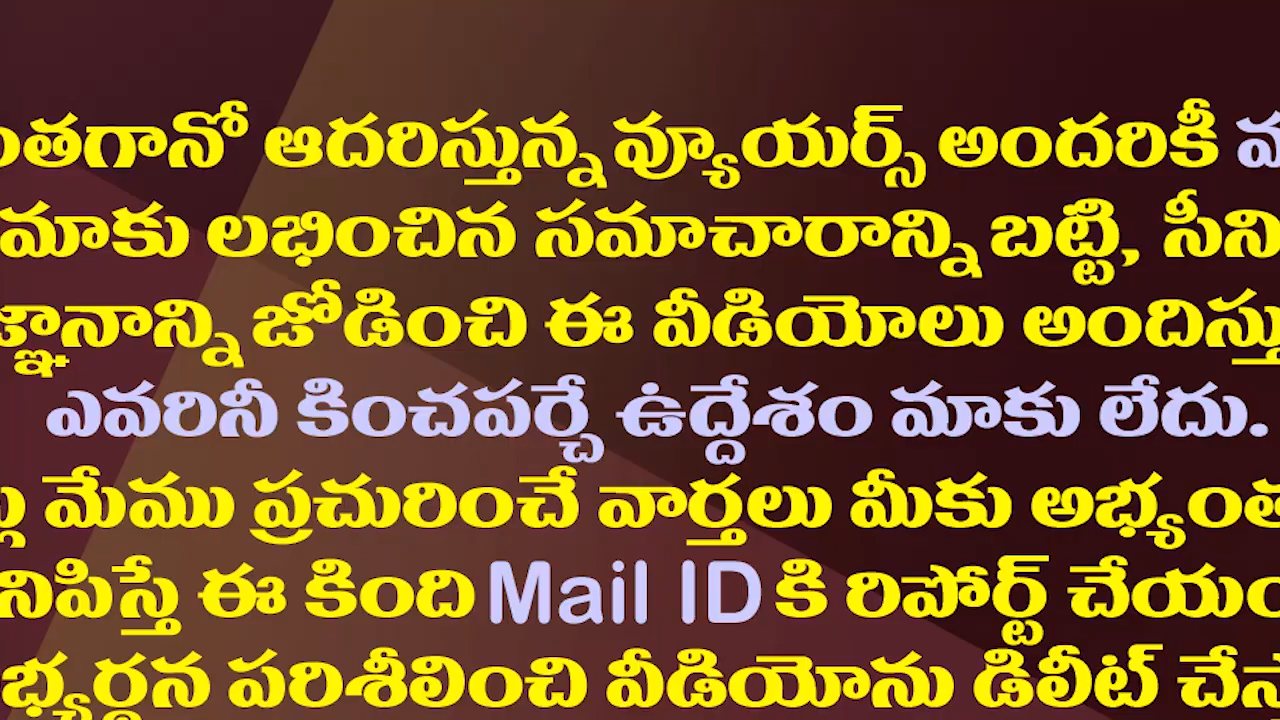 ఆదరిస్తున్న వ్యూయర్స్ అందరికీ
మాకు లభించిన సమాచారాన్ని బట్టి,
జోడించి ఈ వీడియోలు
ఎవరినీ కించపర్చే ఉద్దేశం మాకు లేదు.
మేము ప్రచురించే వార్తలు మీకు
ఈ కింది Mail ID కి రిపోర్ట్
పరిశీలించి వీడియోను డిలీట్